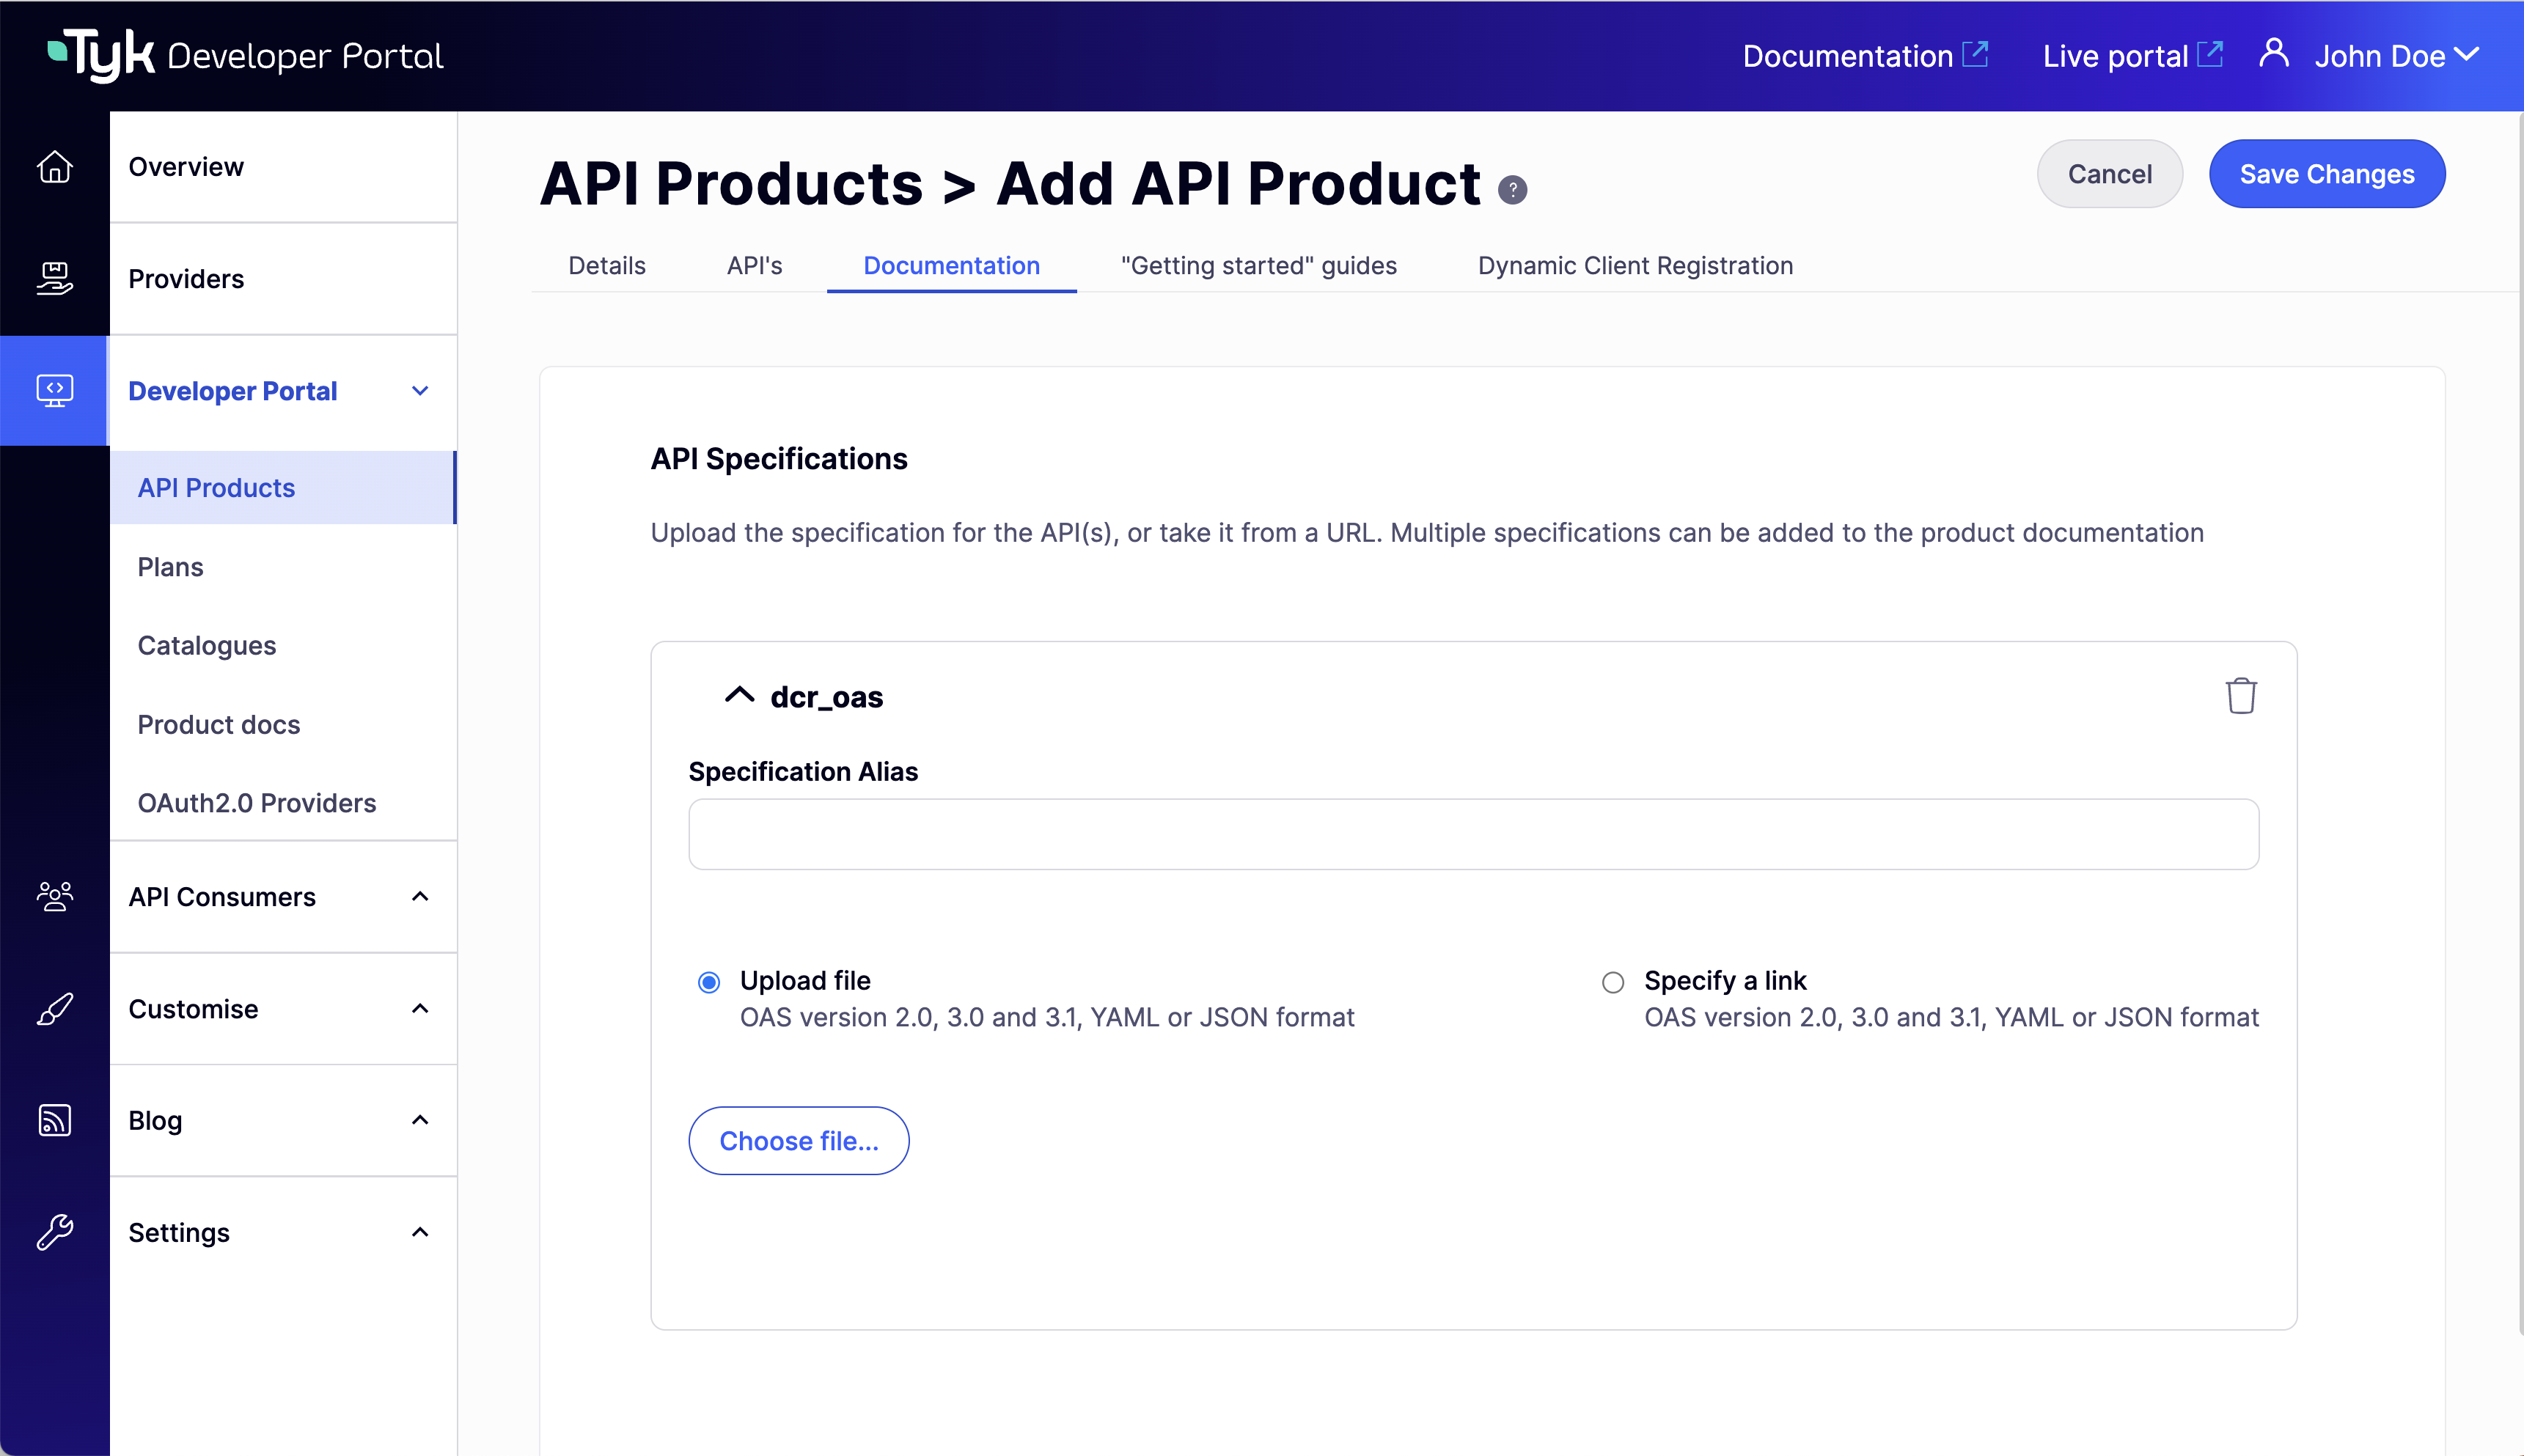 Tyk Developer Portal
Documentation
Live portal
John Doe
Overview
Providers
Developer Portal
API Products
Plans
Catalogues
Product docs
OAuth2.0 Providers
API Consumers
Customise
Blog
Settings
API Products > Add API Product ?
Cancel
Save Changes
Details
API's
Documentation
"Getting started" guides
Dynamic Client Registration
API Specifications
Upload the specification for the API(s), or take it from a URL. Multiple specifications can be added to the product documentation
dcr_oas
Specification Alias
Upload file
OAS version 2.0, 3.0 and 3.1, YAML or JSON format
Specify a link
OAS version 2.0, 3.0 and 3.1, YAML or JSON format
Choose file...